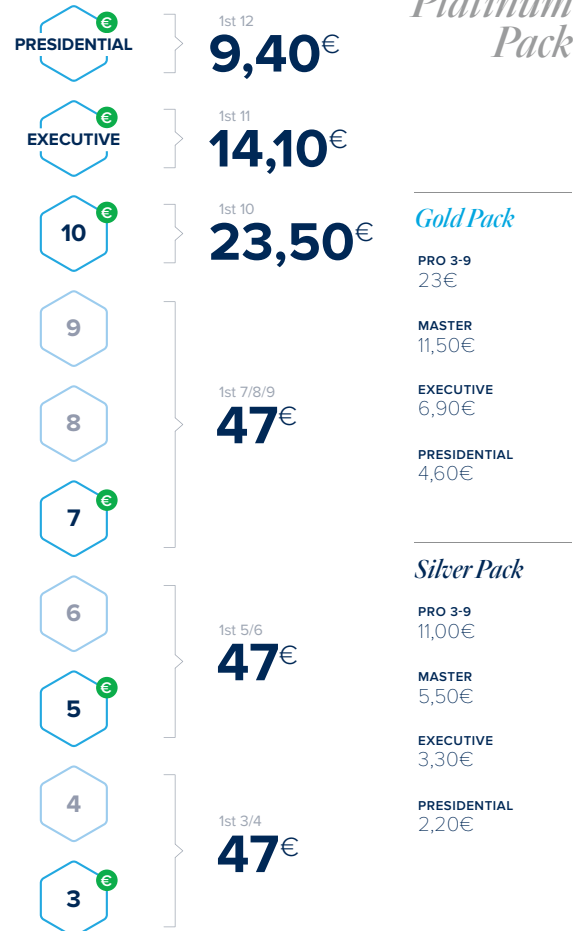 Platinum
Pack
€
PRESIDENTIAL
1st 12
9,40€
€
EXECUTIVE
1st 11
14,10€
€
10
1st 10
23,50€
9
8
€
7
1st 7/8/9
47€
6
€
5
1st 5/6
47€
4
€
3
1st 3/4
47€
Gold Pack
PRO 3-9
23€
MASTER
11,50€
EXECUTIVE
6,90€
PRESIDENTIAL
4,60€
Silver Pack
PRO 3-9
11,00€
MASTER
5,50€
EXECUTIVE
3,30€
PRESIDENTIAL
2,20€